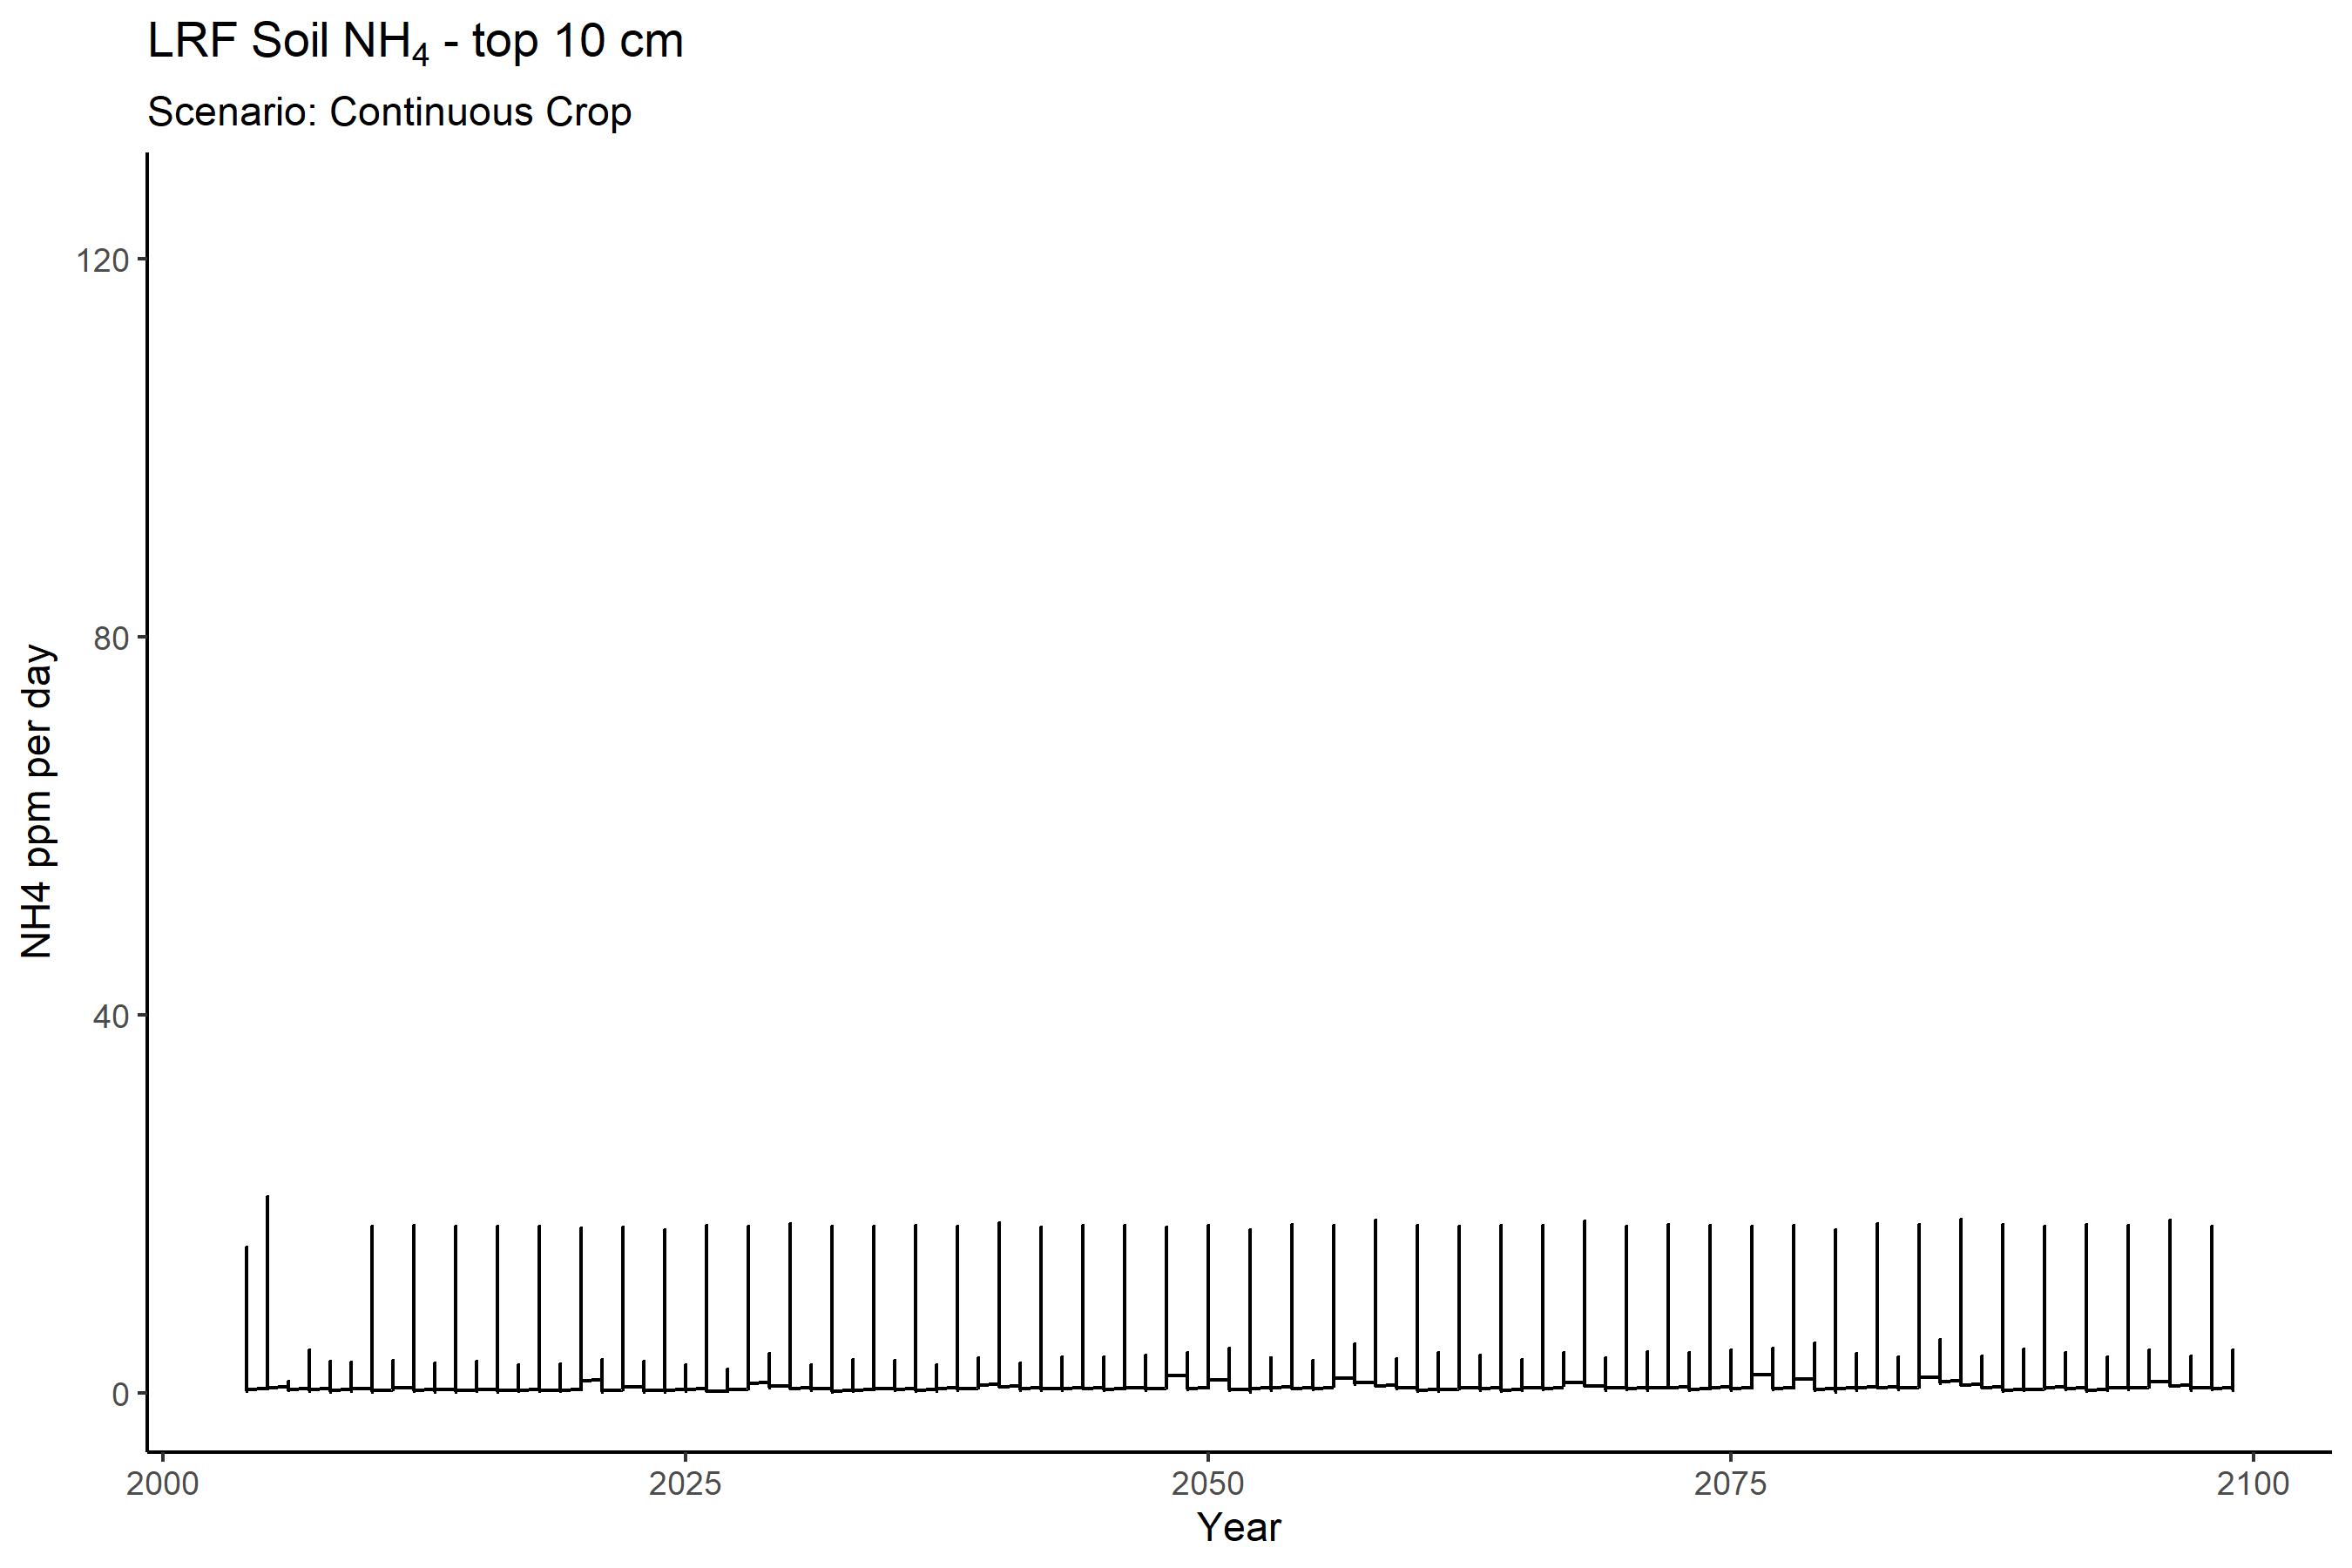 LRF Soil NH₄ - top 10 cm
Scenario: Continuous Crop
120
80
40
0
NH4 ppm per day
2000 2025 2050 2075 2100
Year